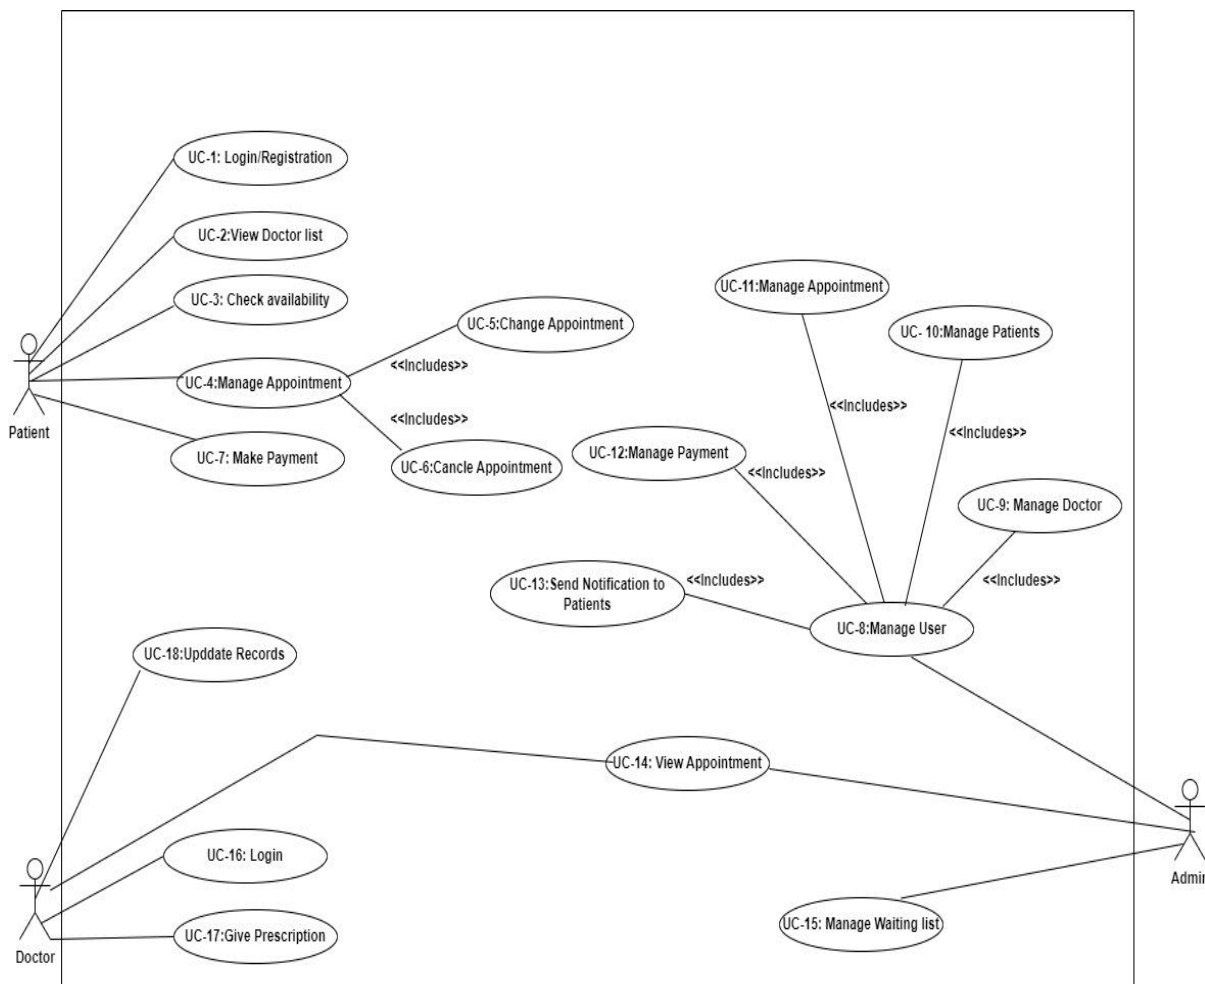 UC-1: Login/Registration
UC-2:View Doctor list
UC-3: Check availability
UC-11:Manage Appointment
UC-5:Change Appointment
UC- 10:Manage Patients
<<Includes>>
UC-4:Manage Appointment
Patient
<<Includes>>
<<Includes>>
<<Includes>>
UC-7: Make Payment
UC-6:Cancle Appointment
UC-12:Manage Payment
<<Includes>>
UC-9: Manage Doctor
<<Includes>>
<<Includes>>
UC-13:Send Notification to
Patients
UC-8:Manage User
UC-18:Upddate Records
UC-14: View Appointment
UC-16: Login
Admin
UC-15: Manage Waiting list
UC-17:Give Prescription
Doctor